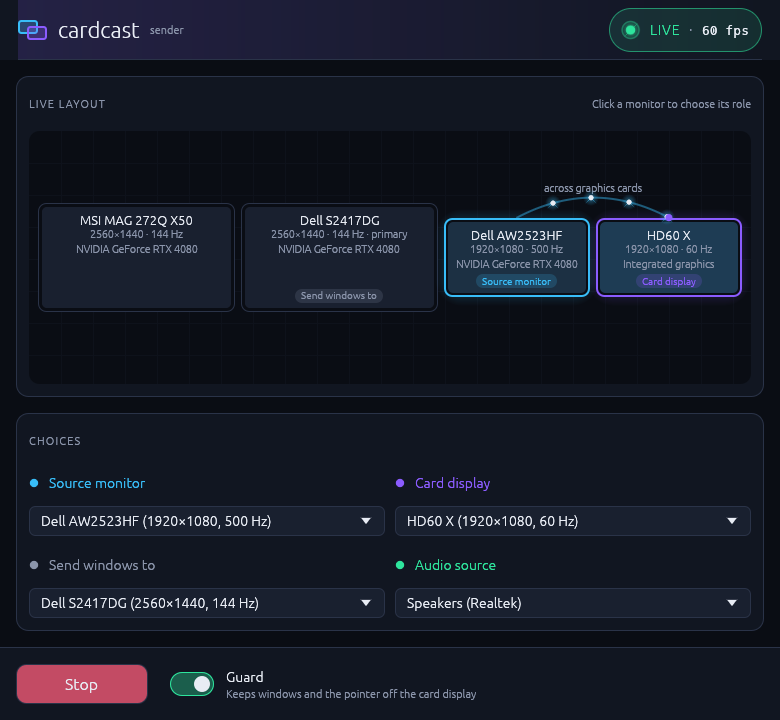 cardcast sender
LIVE · 60 fps
LIVE LAYOUT
Click a monitor to choose its role
across graphics cards
MSI MAG 272Q X50
2560×1440 · 144 Hz
NVIDIA GeForce RTX 4080
Dell S2417DG
2560×1440 · 144 Hz · primary
NVIDIA GeForce RTX 4080
Send windows to
Dell AW2523HF
1920×1080 · 500 Hz
NVIDIA GeForce RTX 4080
Source monitor
HD60 X
1920×1080 · 60 Hz
Integrated graphics
Card display
CHOICES
Source monitor
Dell AW2523HF (1920×1080, 500 Hz)
Card display
HD60 X (1920×1080, 60 Hz)
Send windows to
Dell S2417DG (2560×1440, 144 Hz)
Audio source
Speakers (Realtek)
Stop
Guard
Keeps windows and the pointer off the card display